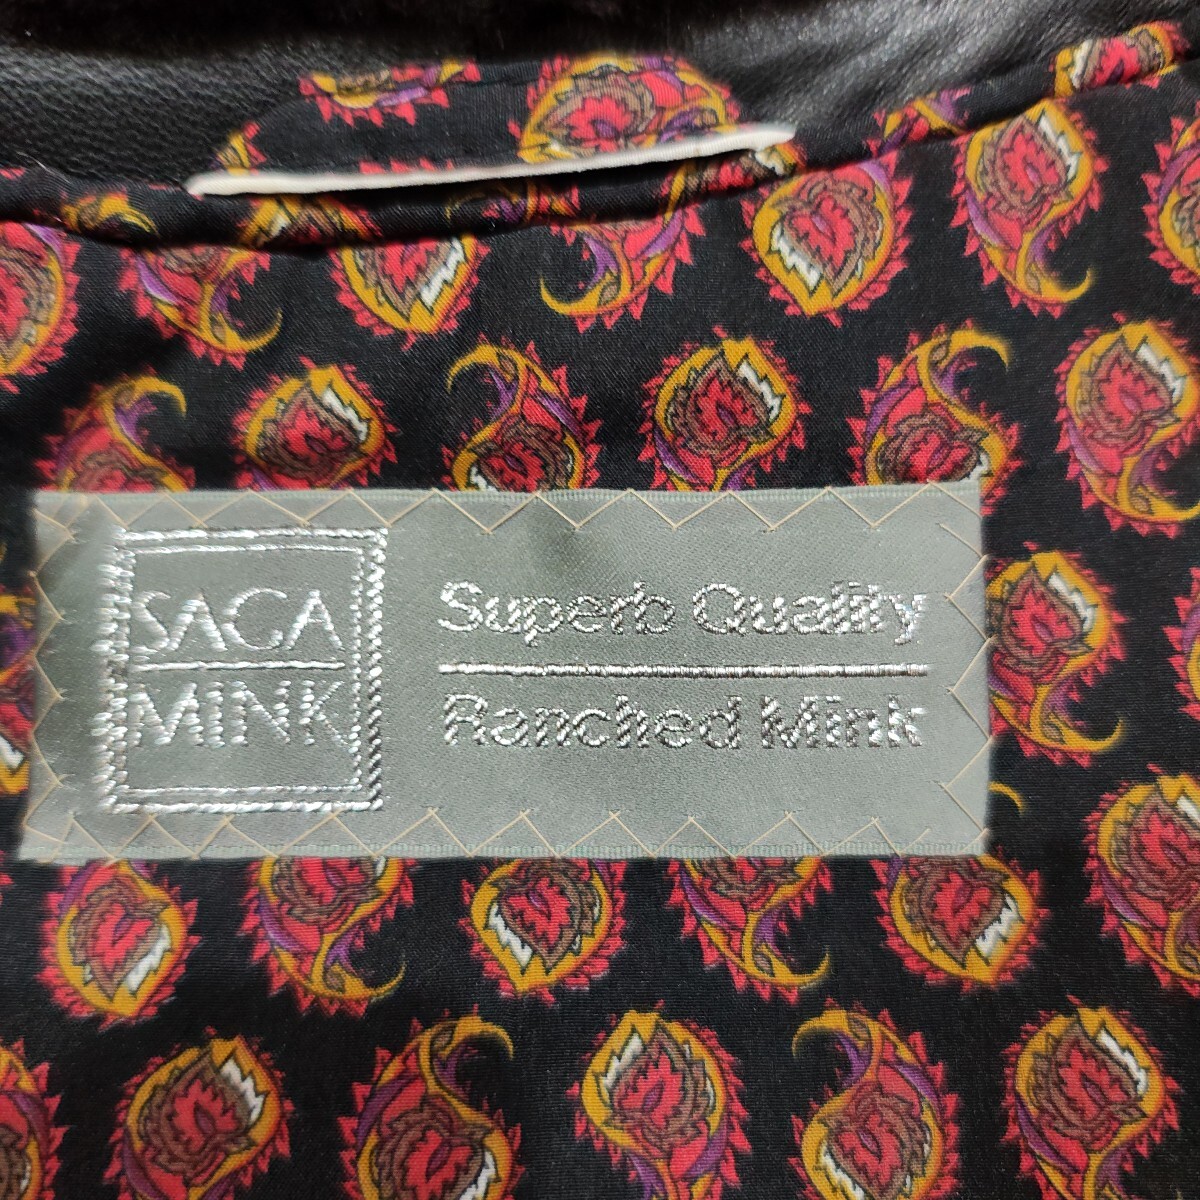 SAGA
MINK
Superb Quality
Ranched Mink